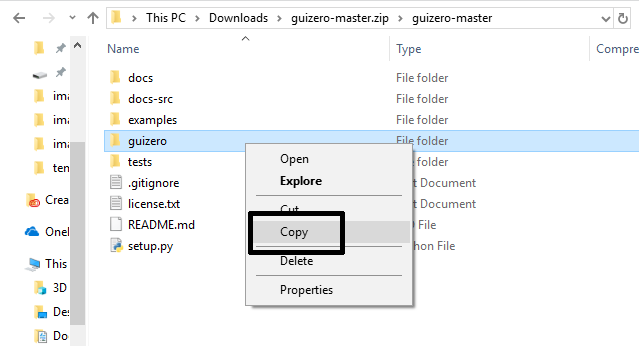 This PC > Downloads > guizero-master.zip > guizero-master
Name Type Compre
docs File folder
docs-src File folder
ima examples File folder
ima guizero File folder
ima tests File folder
ten .gitignore t Document
license.txt t Document
Crea README.md File
OneI setup.py hon File
This
3D
Des
Do
Open
Explore
Cut
Copy
Delete
Properties